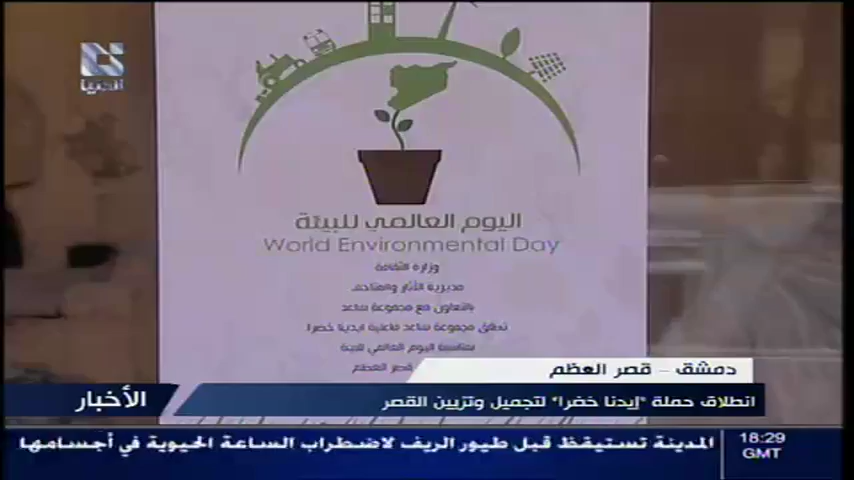 الدنيا
اليوم العالمي للبيئة
World Environmental Day
وزارة الثقافة
مديرية الآثار والمتاحف
بالتعاون مع مجموعة ساعد
تطلق مجموعة ساعد فاعلية ايدينا خضرا
بمناسبة اليوم العالمي للبيئة
قصر العظم
دمشق - قصر العظم
الأخبار
انطلاق حملة "إيدنا خضرا" لتجميل وتزيين القصر
المدينة تستيقظ قبل طيور الريف لاضطراب الساعة الحيوية في أجسامها
18:29
GMT